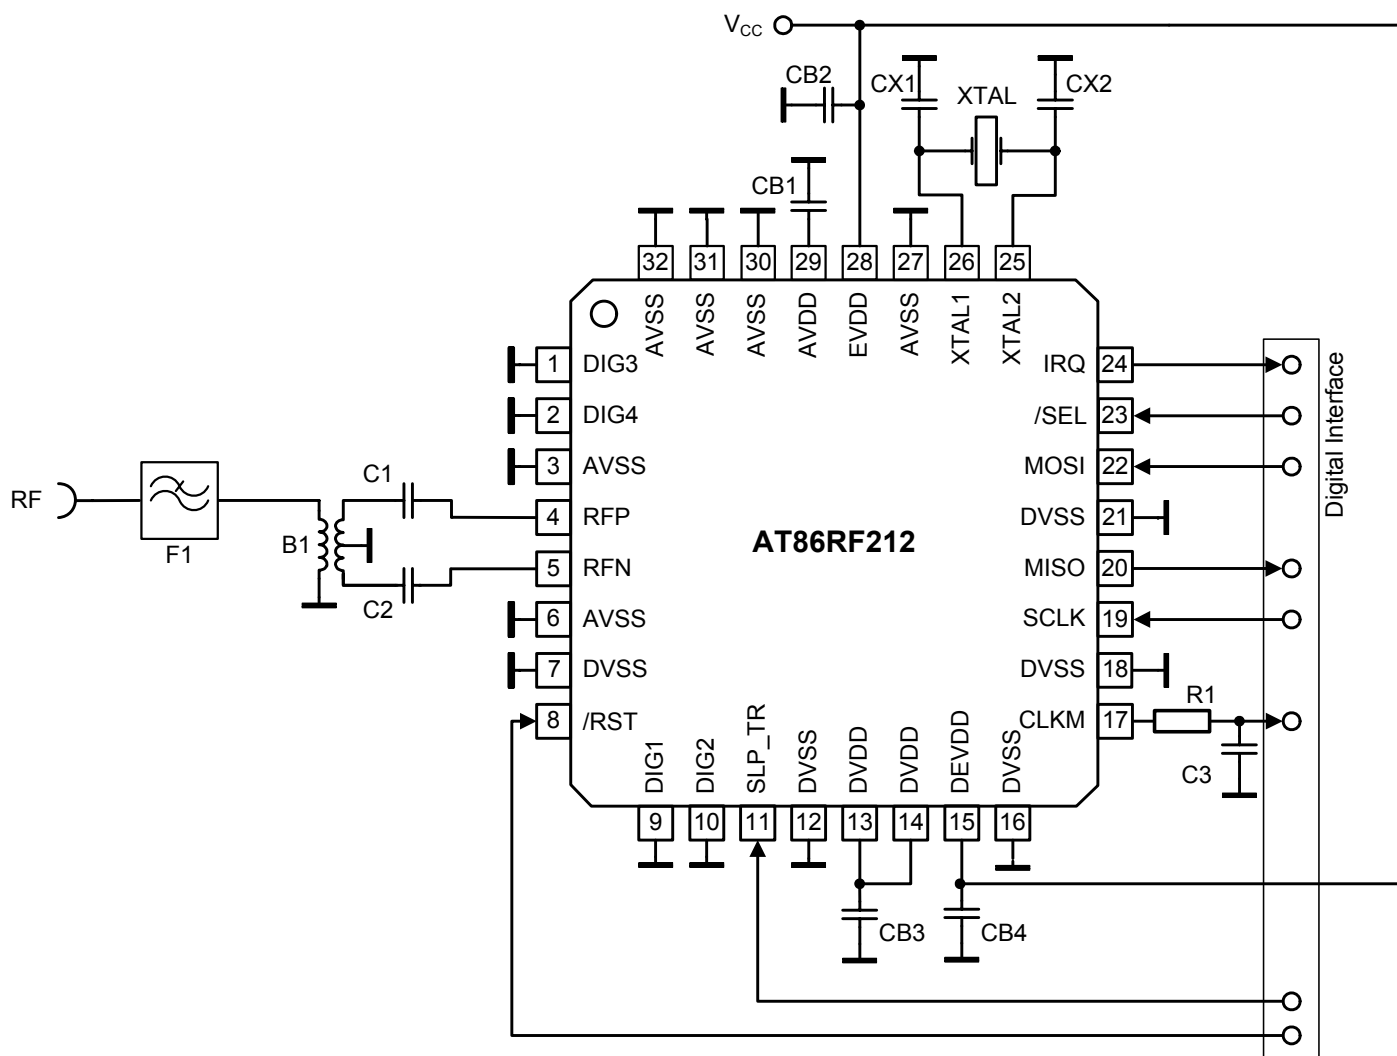 VCC
CB2
CX1
XTAL
CX2
CB1
32 31 30 29 28 27 26 25
AVSS AVSS AVSS AVDD EVDD AVSS XTAL1 XTAL2
1 DIG3
2 DIG4
3 AVSS
4 RFP
5 RFN
6 AVSS
7 DVSS
8 /RST
RF
F1
B1
C1
C2
AT86RF212
IRQ 24
/SEL 23
MOSI 22
DVSS 21
MISO 20
SCLK 19
DVSS 18
CLKM 17
R1
C3
Digital Interface
DIG1 DIG2 SLP_TR DVSS DVDD DVDD DEVDD DVSS
9 10 11 12 13 14 15 16
CB3
CB4